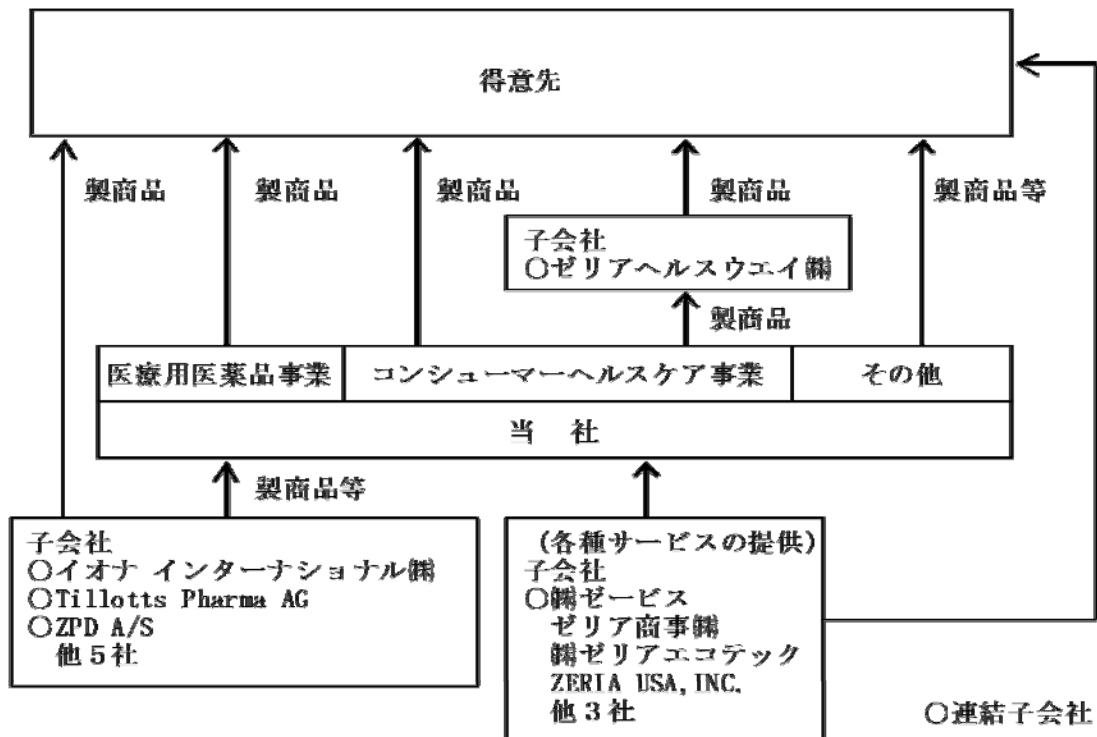 得意先
製商品
製商品
製商品
製商品
製商品等
子会社
○ゼリアヘルスウエイ㈱
製商品
医療用医薬品事業
コンシューマーヘルスケア事業
その他
当 社
製商品等
子会社
○イオナ インターナショナル㈱
○Tillotts Pharma AG
○ZPD A/S
他5社
(各種サービスの提供)
子会社
○㈱ゼービス
ゼリア商事㈱
㈱ゼリアエコテック
ZERIA USA,INC.
他3社
○連結子会社